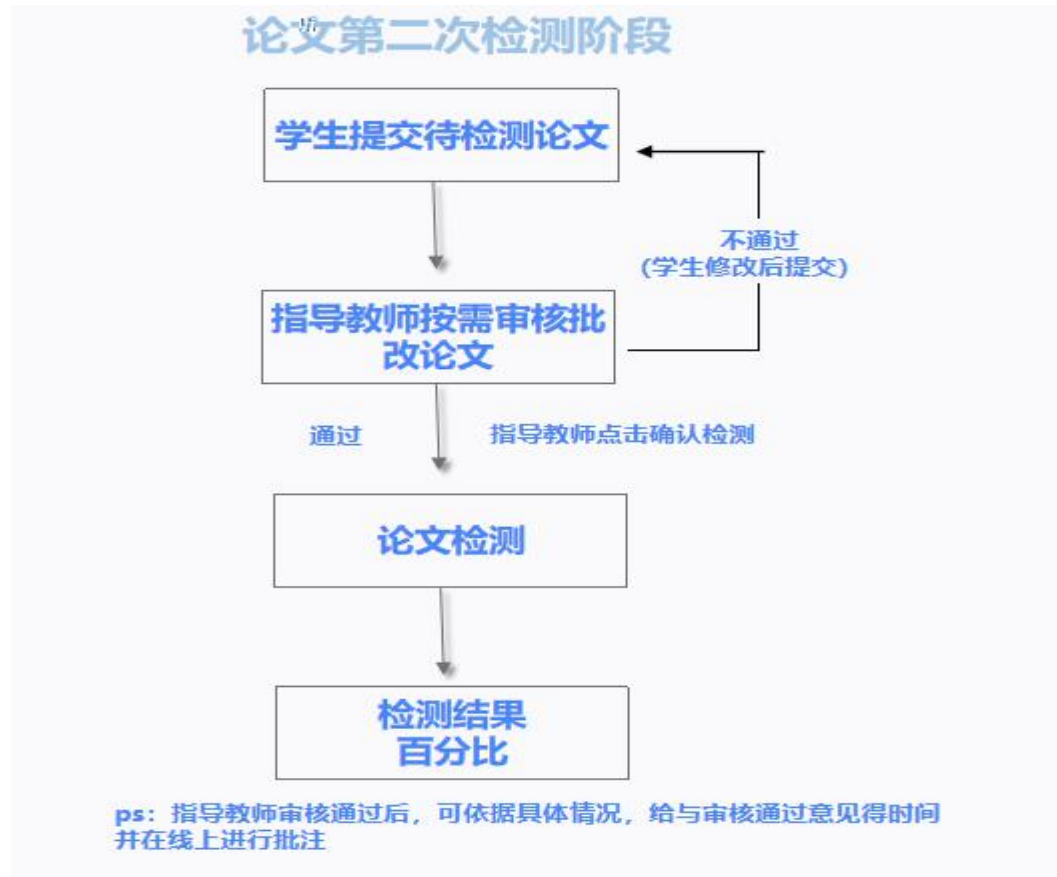 论文第二次检测阶段
学生提交待检测论文
不通过
(学生修改后提交)
指导教师按需审核批
改论文
通过
指导教师点击确认检测
论文检测
检测结果
百分比
ps：指导教师审核通过后，可依据具体情况，给与审核通过意见得时间
并在线上进行批注